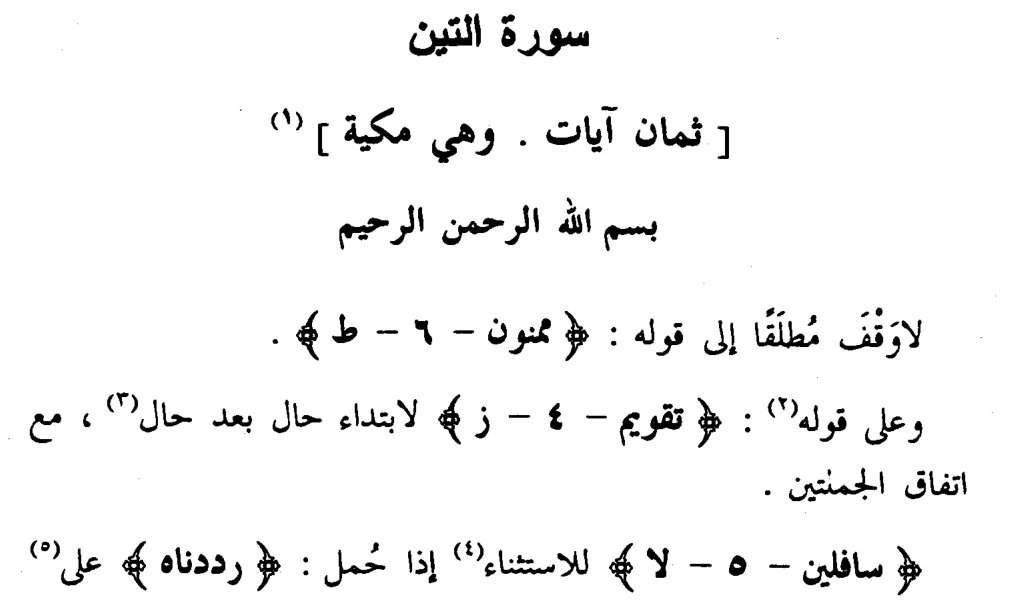 سورة التين
[ ثمان آيات . وهي مكية ] (١)
بسم الله الرحمن الرحيم
لاوَقْفَ مُطلَقًا إلى قوله : ﴿ ممنون – ٦ – ط ﴾ .
وعلى قوله(٢) : ﴿ تقويم – ٤ – ز ﴾ لابتداء حال بعد حال(٣) ، مع
اتفاق الجملتين .
﴿ سافلين – ٥ – لا ﴾ للاستثناء(٤) إذا حُمل : ﴿ رددناه ﴾ على(٥)